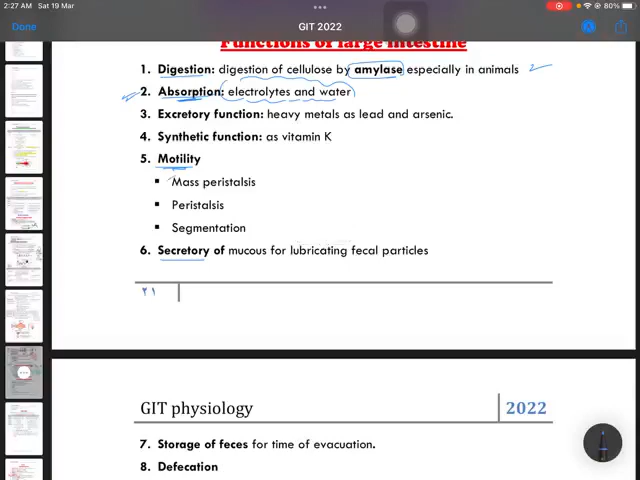 2:27 AM Sat 19 Mar
80%
Done
GIT 2022
Functions of large intestine
1. Digestion: digestion of cellulose by amylase especially in animals
2. Absorption: electrolytes and water
3. Excretory function: heavy metals as lead and arsenic.
4. Synthetic function: as vitamin K
5. Motility
▪ Mass peristalsis
▪ Peristalsis
▪ Segmentation
6. Secretory of mucous for lubricating fecal particles
٢١
GIT physiology
2022
7. Storage of feces for time of evacuation.
8. Defecation